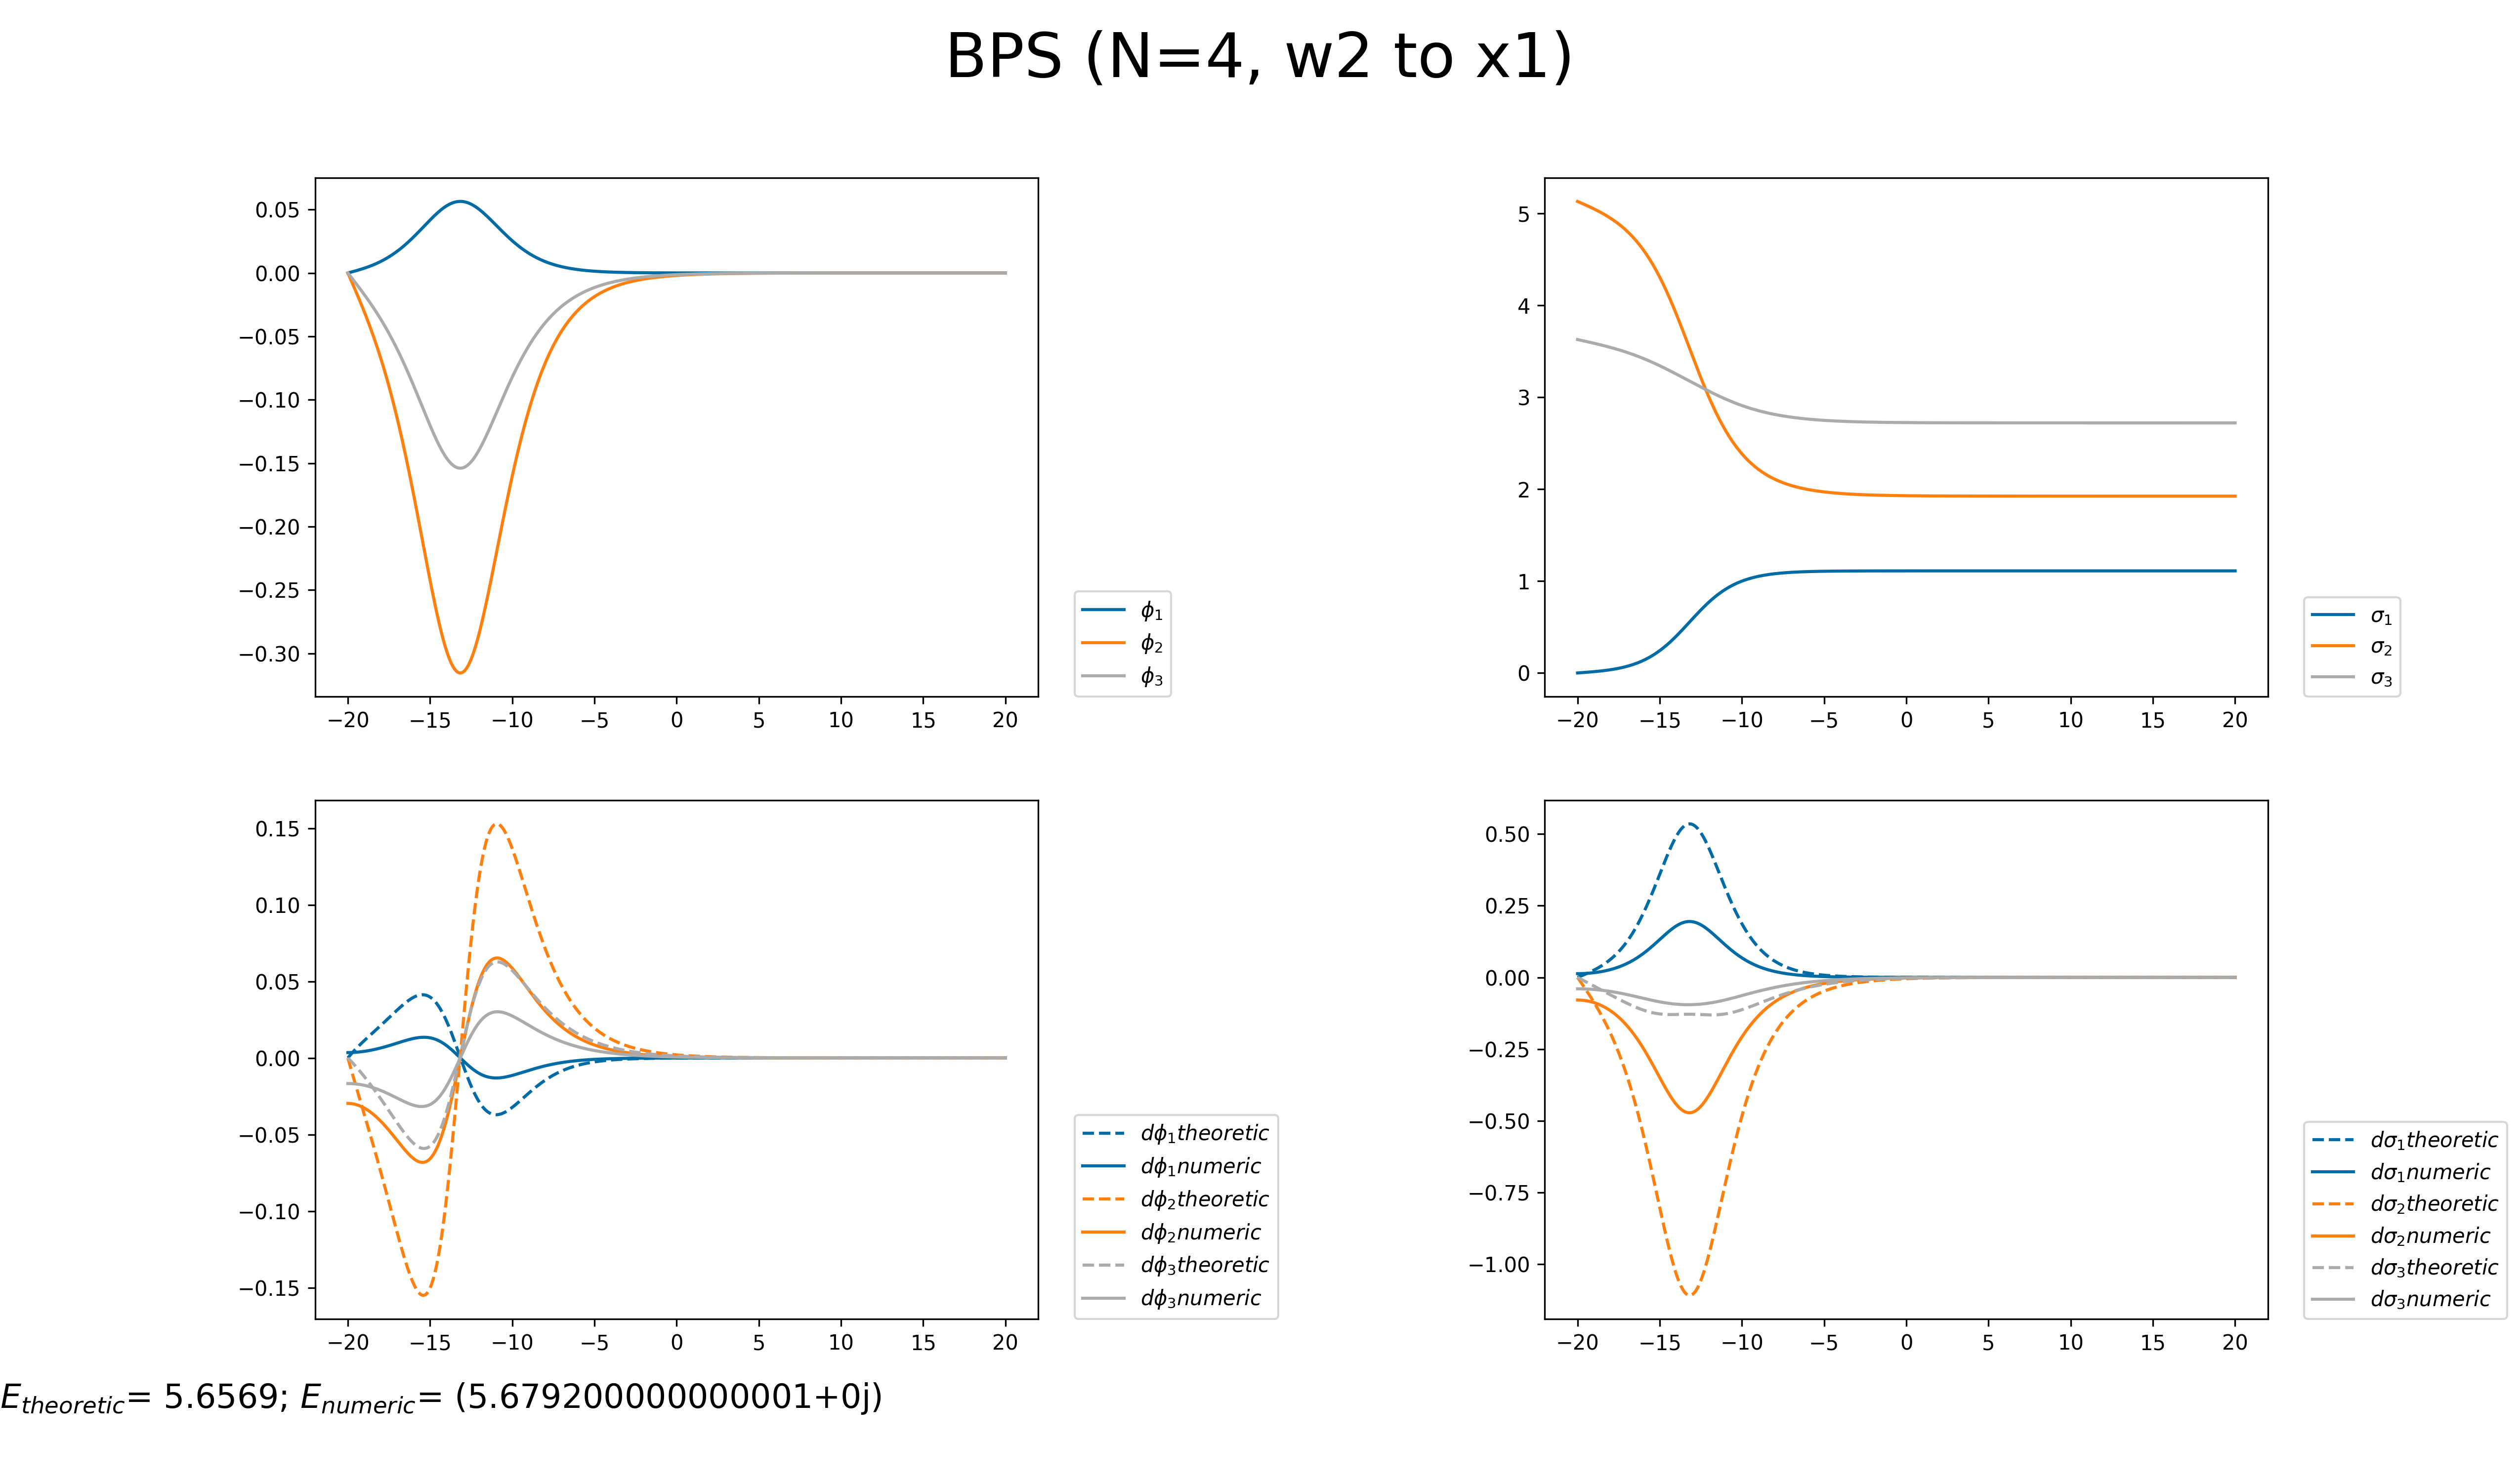 BPS (N=4, w2 to x1)
0.05
0.00
−0.05
−0.10
−0.15
−0.20
−0.25
−0.30
−20 −15 −10 −5 0 5 10 15 20
ϕ₁
ϕ₂
ϕ₃
5
4
3
2
1
0
−20 −15 −10 −5 0 5 10 15 20
σ₁
σ₂
σ₃
0.15
0.10
0.05
0.00
−0.05
−0.10
−0.15
−20 −15 −10 −5 0 5 10 15 20
dϕ₁theoretic
dϕ₁numeric
dϕ₂theoretic
dϕ₂numeric
dϕ₃theoretic
dϕ₃numeric
0.50
0.25
0.00
−0.25
−0.50
−0.75
−1.00
−20 −15 −10 −5 0 5 10 15 20
dσ₁theoretic
dσ₁numeric
dσ₂theoretic
dσ₂numeric
dσ₃theoretic
dσ₃numeric
E_theoretic= 5.6569; E_numeric= (5.679200000000001+0j)